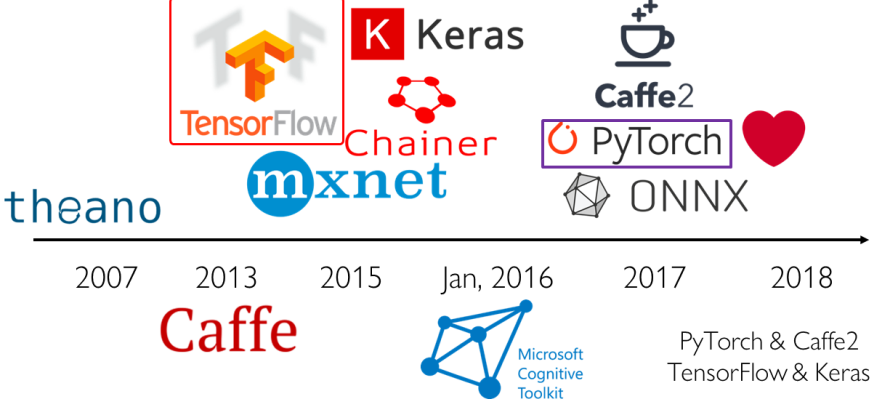 TensorFlow
K Keras
Chainer
mxnet
theano
Caffe2
PyTorch
ONNX
2007 2013 2015 Jan, 2016 2017 2018
Caffe
Microsoft
Cognitive
Toolkit
PyTorch & Caffe2
TensorFlow & Keras